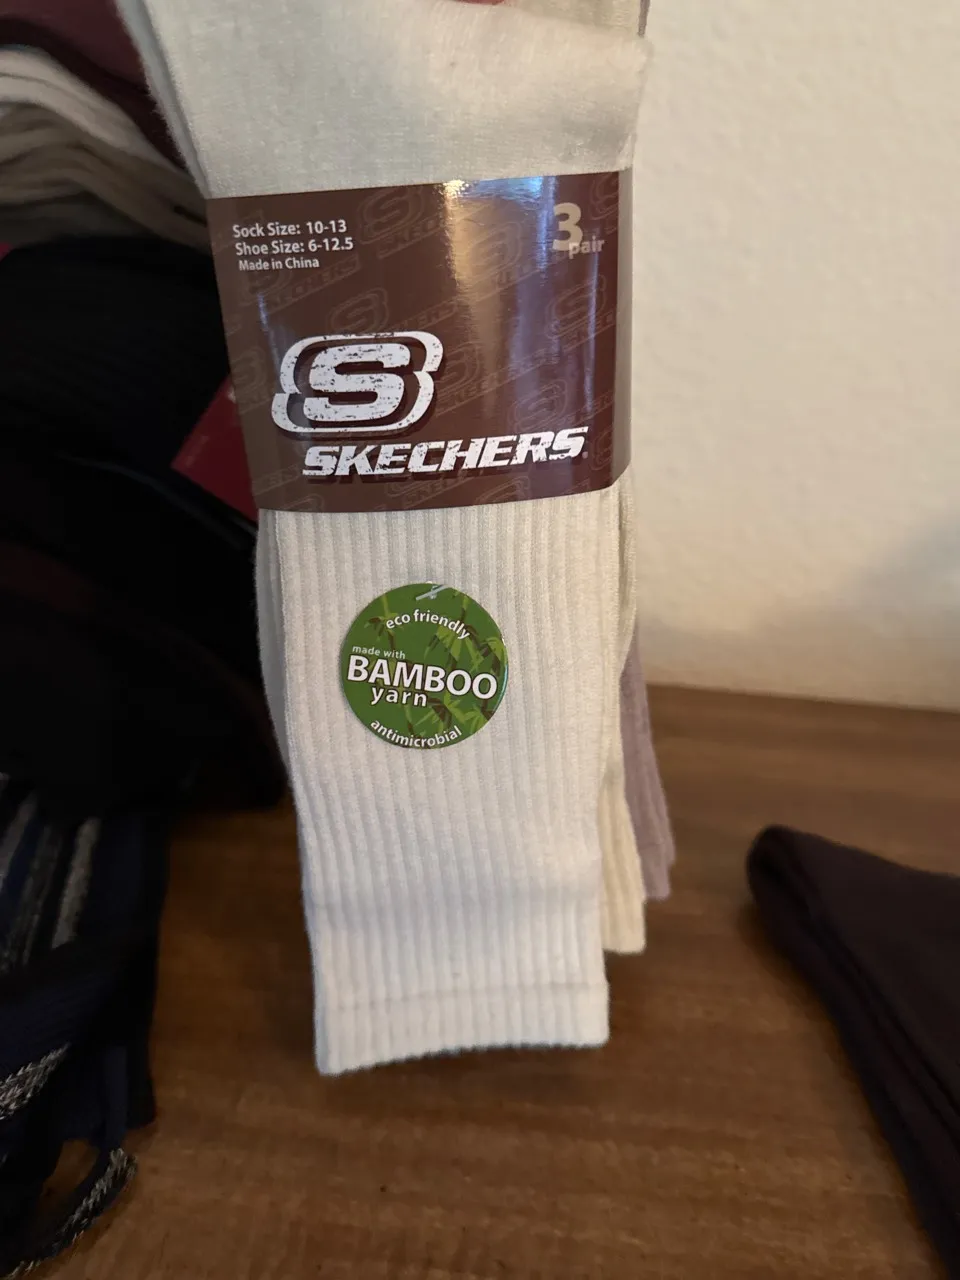 Sock Size: 10-13
Shoe Size: 6-12.5
Made in China
3
pair
S
SKECHERS
eco friendly
made with
BAMBOO
yarn
antimicrobial